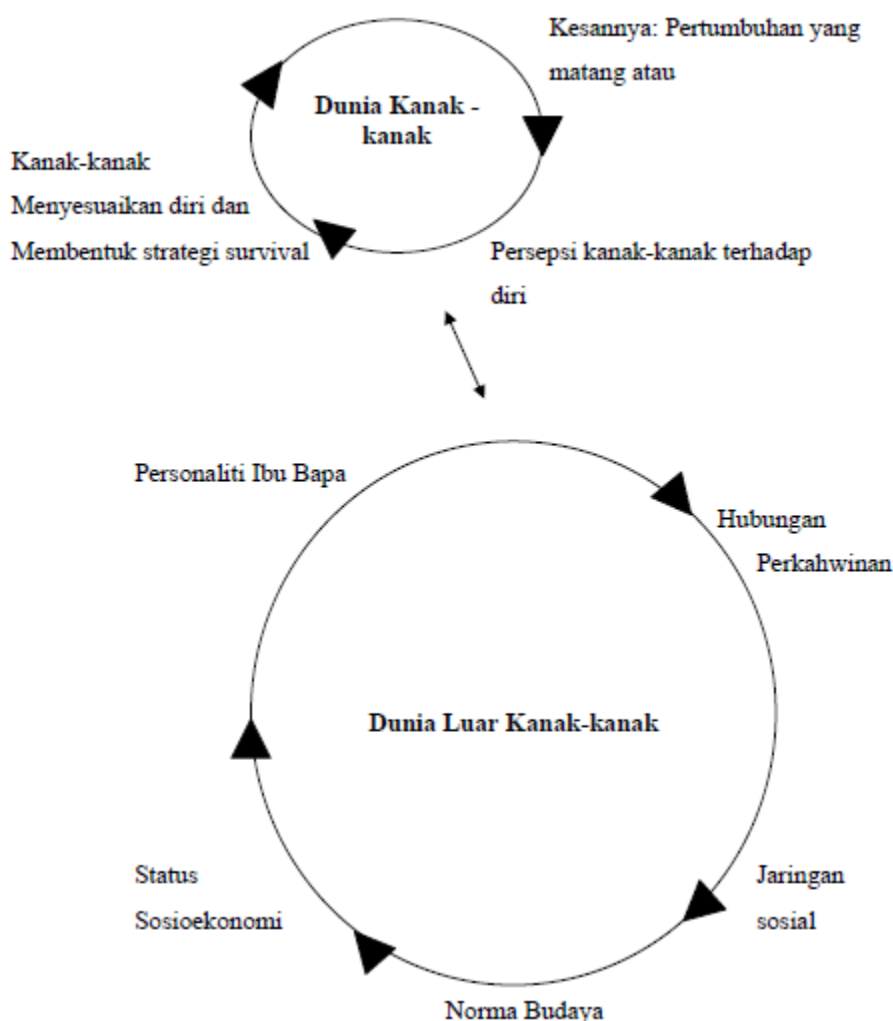 Kesannya: Pertumbuhan yang
matang atau
Dunia Kanak -
kanak
Kanak-kanak
Menyesuaikan diri dan
Membentuk strategi survival
Persepsi kanak-kanak terhadap
diri
Personaliti Ibu Bapa
Hubungan
Perkahwinan
Dunia Luar Kanak-kanak
Status
Sosioekonomi
Jaringan
sosial
Norma Budaya